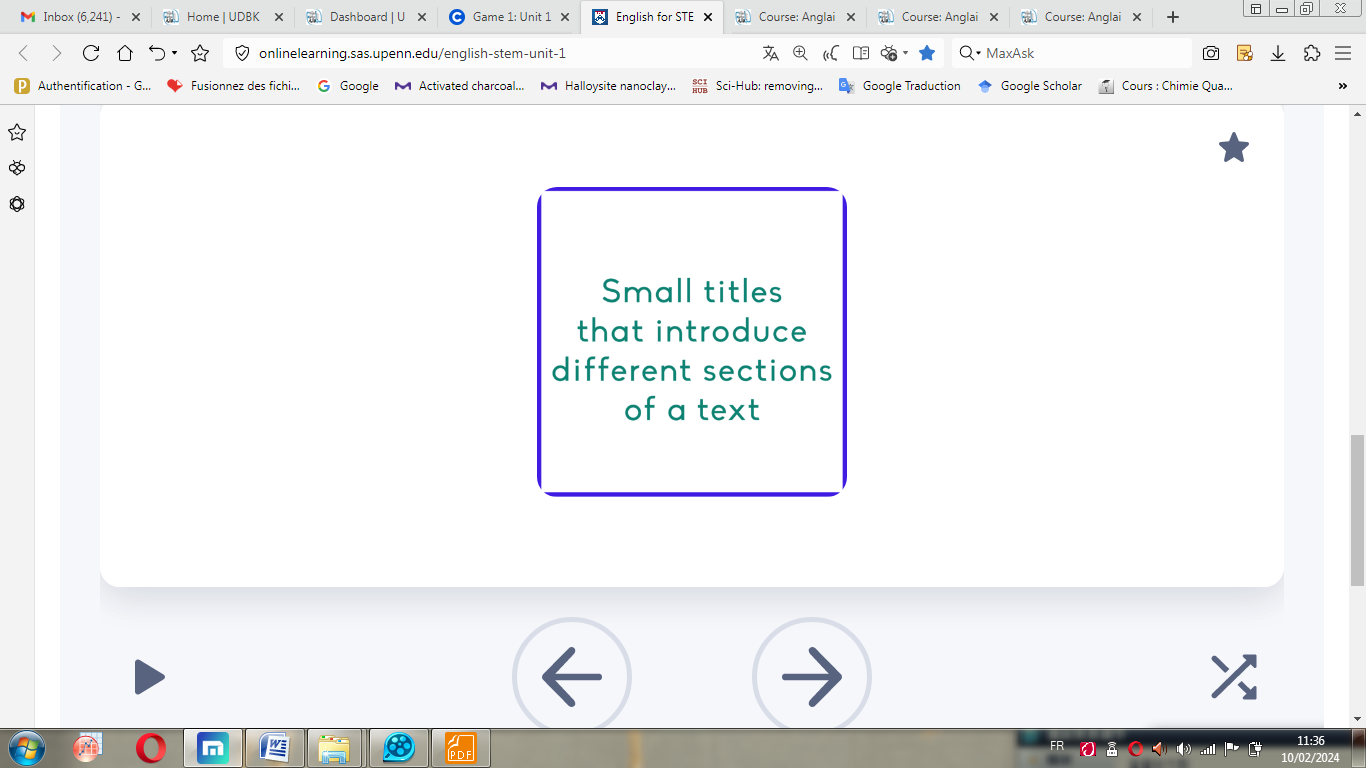 Inbox (6,241) -
Home | UDBK
Dashboard | U
Game 1: Unit 1
English for STE
Course: Anglai
Course: Anglai
Course: Anglai
onlinelearning.sas.upenn.edu/english-stem-unit-1
MaxAsk
Authentification - G...
Fusionnez des fichi...
Google
Activated charcoal...
Halloysite nanoclay...
SCI
HUB
Sci-Hub: removing...
Google Traduction
Google Scholar
Cours : Chimie Qua...
Small titles
that introduce
different sections
of a text
PDF
FR
11:36
10/02/2024